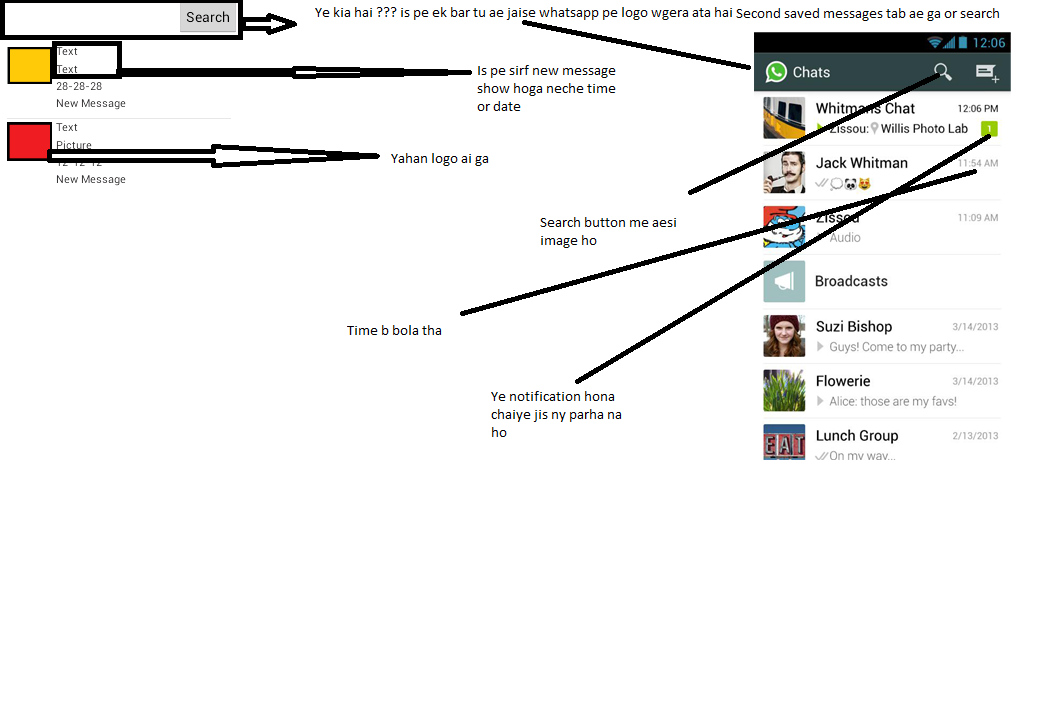 Search
Ye kia hai ??? is pe ek bar tu ae jaise whatsapp pe logo wgera ata hai Second saved messages tab ae ga or search
Text
Text
28-28-28
New Message
Is pe sirf new message
show hoga neche time
or date
Text
Picture
12-12-12
New Message
Yahan logo ai ga
Search button me aesi
image ho
Time b bola tha
Ye notification hona
chaiye jis ny parha na
ho
12:06
Chats
Whitmans Chat
12:06 PM
Zissou: Willis Photo Lab
1
Jack Whitman
11:54 AM
Zissou
11:09 AM
Audio
Broadcasts
Suzi Bishop
3/14/2013
Guys! Come to my party...
Flowerie
3/14/2013
Alice: those are my favs!
Lunch Group
2/13/2013
On my way...
EAT